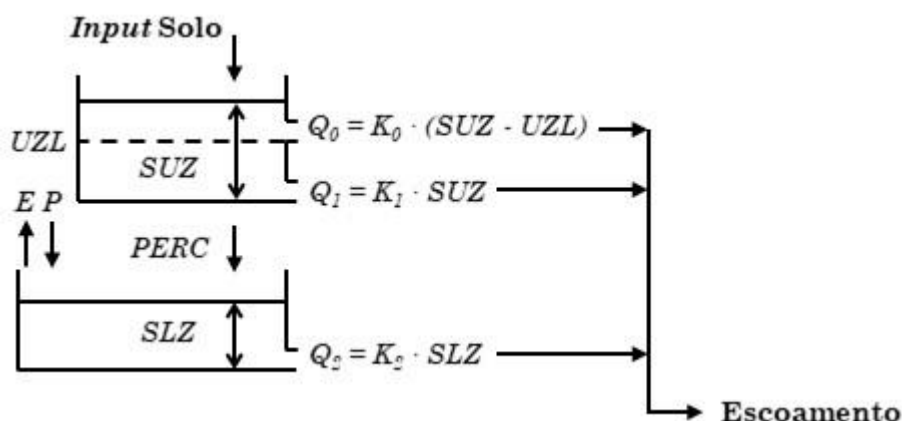 Input Solo
Q0 = K0 · (SUZ - UZL)
UZL
SUZ
Q1 = K1 · SUZ
E P
PERC
SLZ
Q2 = K2 · SLZ
Escoamento